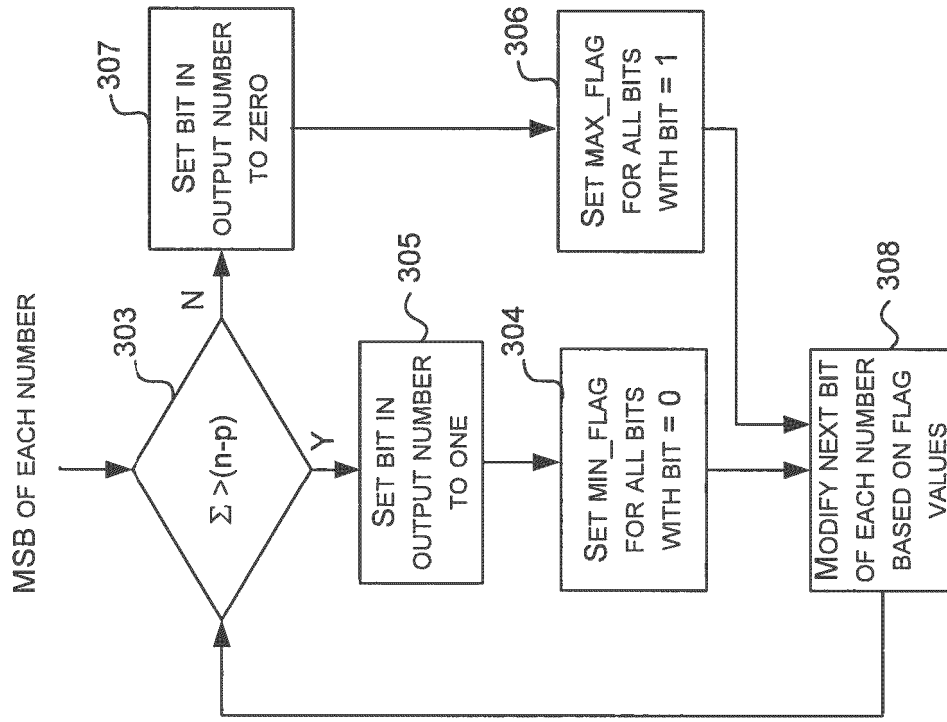 MSB OF EACH NUMBER
303
Σ >(n-p)
N
Y
307
SET BIT IN
OUTPUT NUMBER
TO ZERO
305
SET BIT IN
OUTPUT NUMBER
TO ONE
306
SET MAX_FLAG
FOR ALL BITS
WITH BIT = 1
304
SET MIN_FLAG
FOR ALL BITS
WITH BIT = 0
308
MODIFY NEXT BIT
OF EACH NUMBER
BASED ON FLAG
VALUES